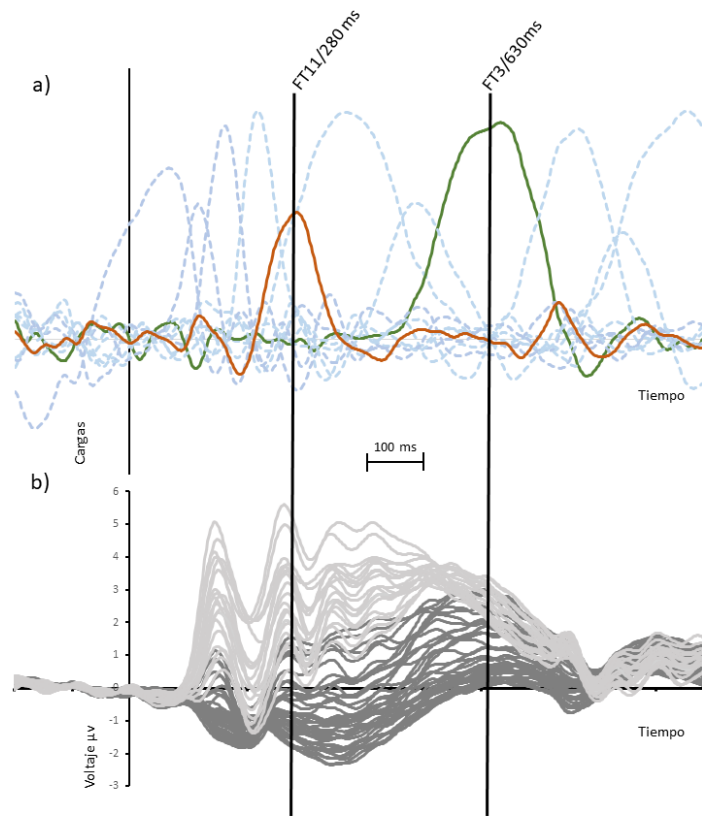 a)
FT11/280 ms
FT3/630ms
Tiempo
Cargas
100 ms
b)
6
5
4
3
2
1
0
-1
-2
-3
Voltaje µv
Tiempo